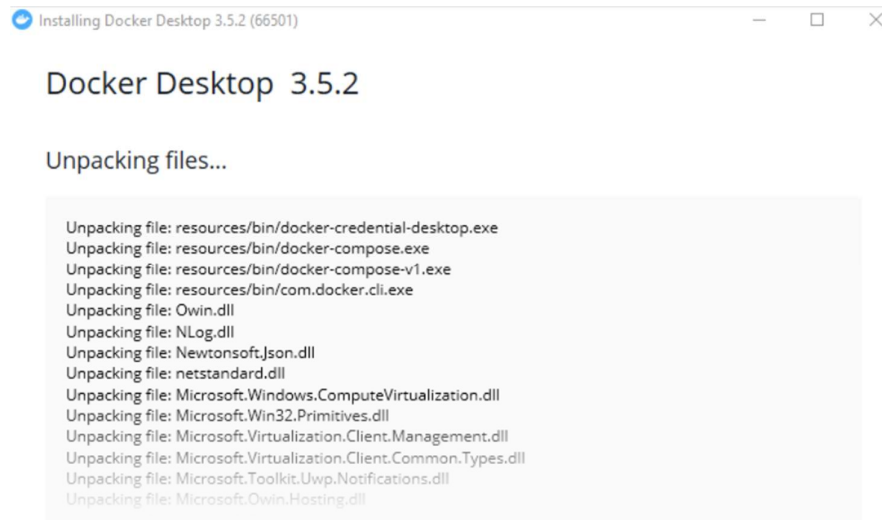 Installing Docker Desktop 3.5.2 (66501)
Docker Desktop 3.5.2
Unpacking files...
Unpacking file: resources/bin/docker-credential-desktop.exe
Unpacking file: resources/bin/docker-compose.exe
Unpacking file: resources/bin/docker-compose-v1.exe
Unpacking file: resources/bin/com.docker.cli.exe
Unpacking file: Owin.dll
Unpacking file: NLog.dll
Unpacking file: Newtonsoft.Json.dll
Unpacking file: netstandard.dll
Unpacking file: Microsoft.Windows.ComputeVirtualization.dll
Unpacking file: Microsoft.Win32.Primitives.dll
Unpacking file: Microsoft.Virtualization.Client.Management.dll
Unpacking file: Microsoft.Virtualization.Client.Common.Types.dll
Unpacking file: Microsoft.Toolkit.Uwp.Notifications.dll
Unpacking file: Microsoft.Owin.Hosting.dll